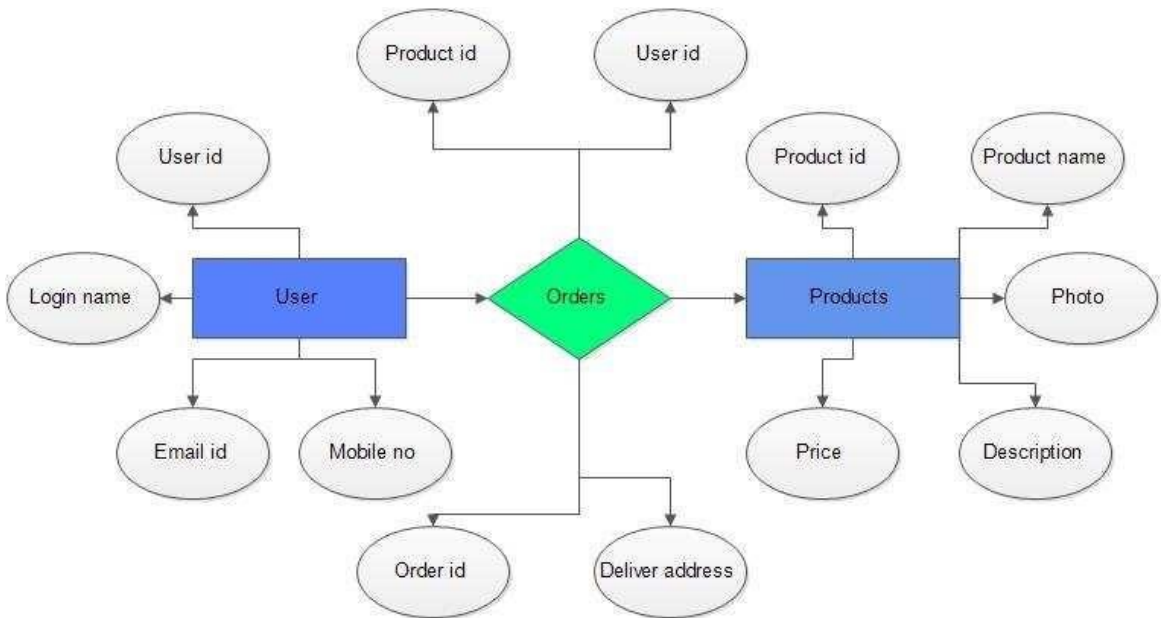 Product id
User id
User id
Product id
Product name
Login name
User
Orders
Products
Photo
Email id
Mobile no
Price
Description
Order id
Deliver address